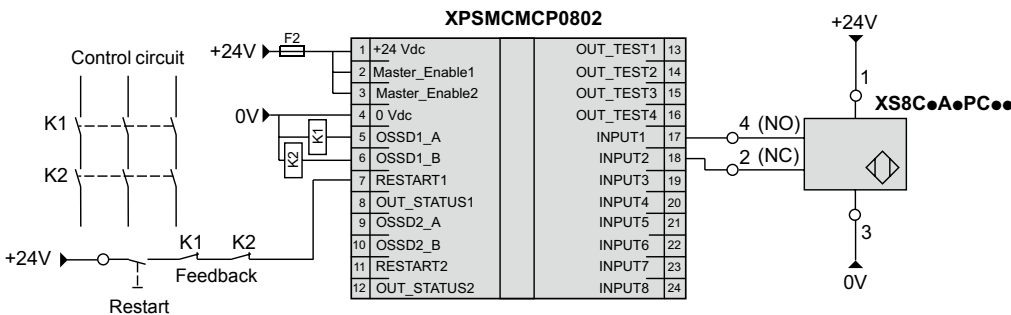 XPSMCMCP0802
+24V
F2
+24V
Control circuit
K1
K2
0V
K1
K2
1 +24 Vdc OUT_TEST1 13
2 Master_Enable1 OUT_TEST2 14
3 Master_Enable2 OUT_TEST3 15
4 0 Vdc OUT_TEST4 16
5 OSSD1_A INPUT1 17
6 OSSD1_B INPUT2 18
7 RESTART1 INPUT3 19
8 OUT_STATUS1 INPUT4 20
9 OSSD2_A INPUT5 21
10 OSSD2_B INPUT6 22
11 RESTART2 INPUT7 23
12 OUT_STATUS2 INPUT8 24
1
XS8C●A●PC●●
4 (NO)
2 (NC)
3
0V
+24V
K1 K2
Feedback
Restart